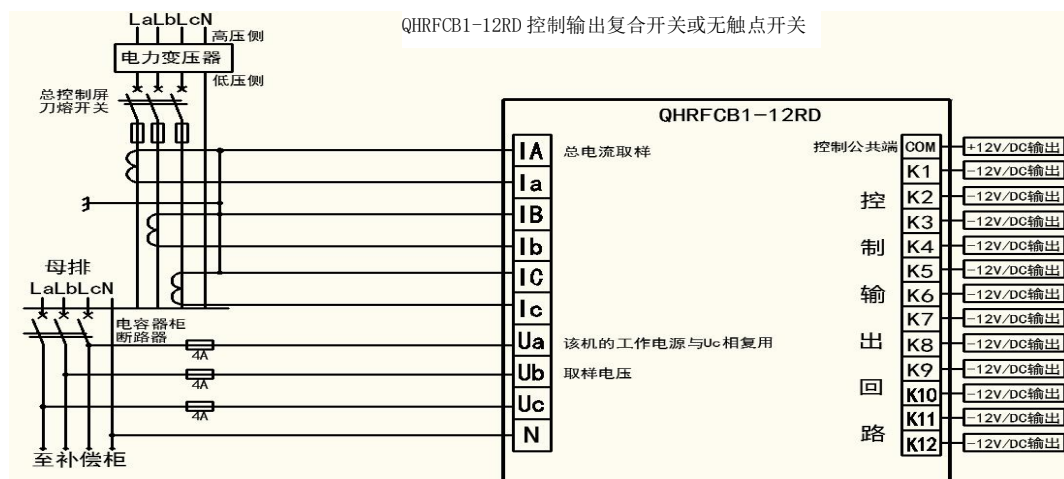 QHRFCB1-12RD 控制输出复合开关或无触点开关
LaLbLcN
高压侧
电力变压器
低压侧
总控制屏
刀熔开关
QHRFCB1-12RD
IA
总电流取样
Ia
IB
Ib
IC
Ic
Ua
该机的工作电源与Uc相复用
Ub
取样电压
Uc
N
母排
LaLbLcN
电容器柜
断路器
4A
4A
4A
至补偿柜
控制输出回路
控制公共端
COM
+12V/DC输出
K1
-12V/DC输出
K2
-12V/DC输出
K3
-12V/DC输出
K4
-12V/DC输出
K5
-12V/DC输出
K6
-12V/DC输出
K7
-12V/DC输出
K8
-12V/DC输出
K9
-12V/DC输出
K10
-12V/DC输出
K11
-12V/DC输出
K12
-12V/DC输出